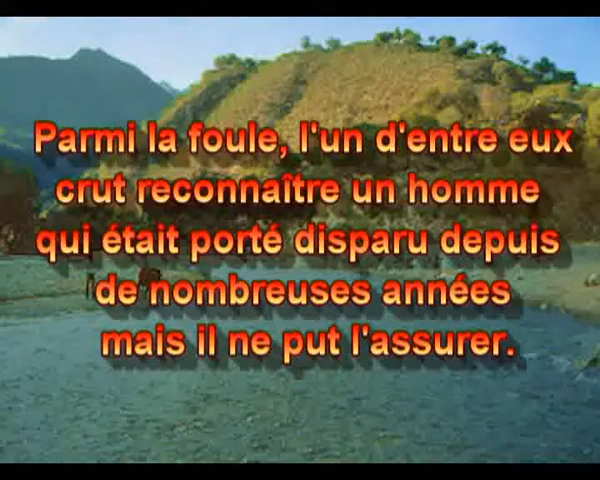 Parmi la foule, l'un d'entre eux
crut reconnaître un homme
qui était porté disparu depuis
de nombreuses années
mais il ne put l'assurer.